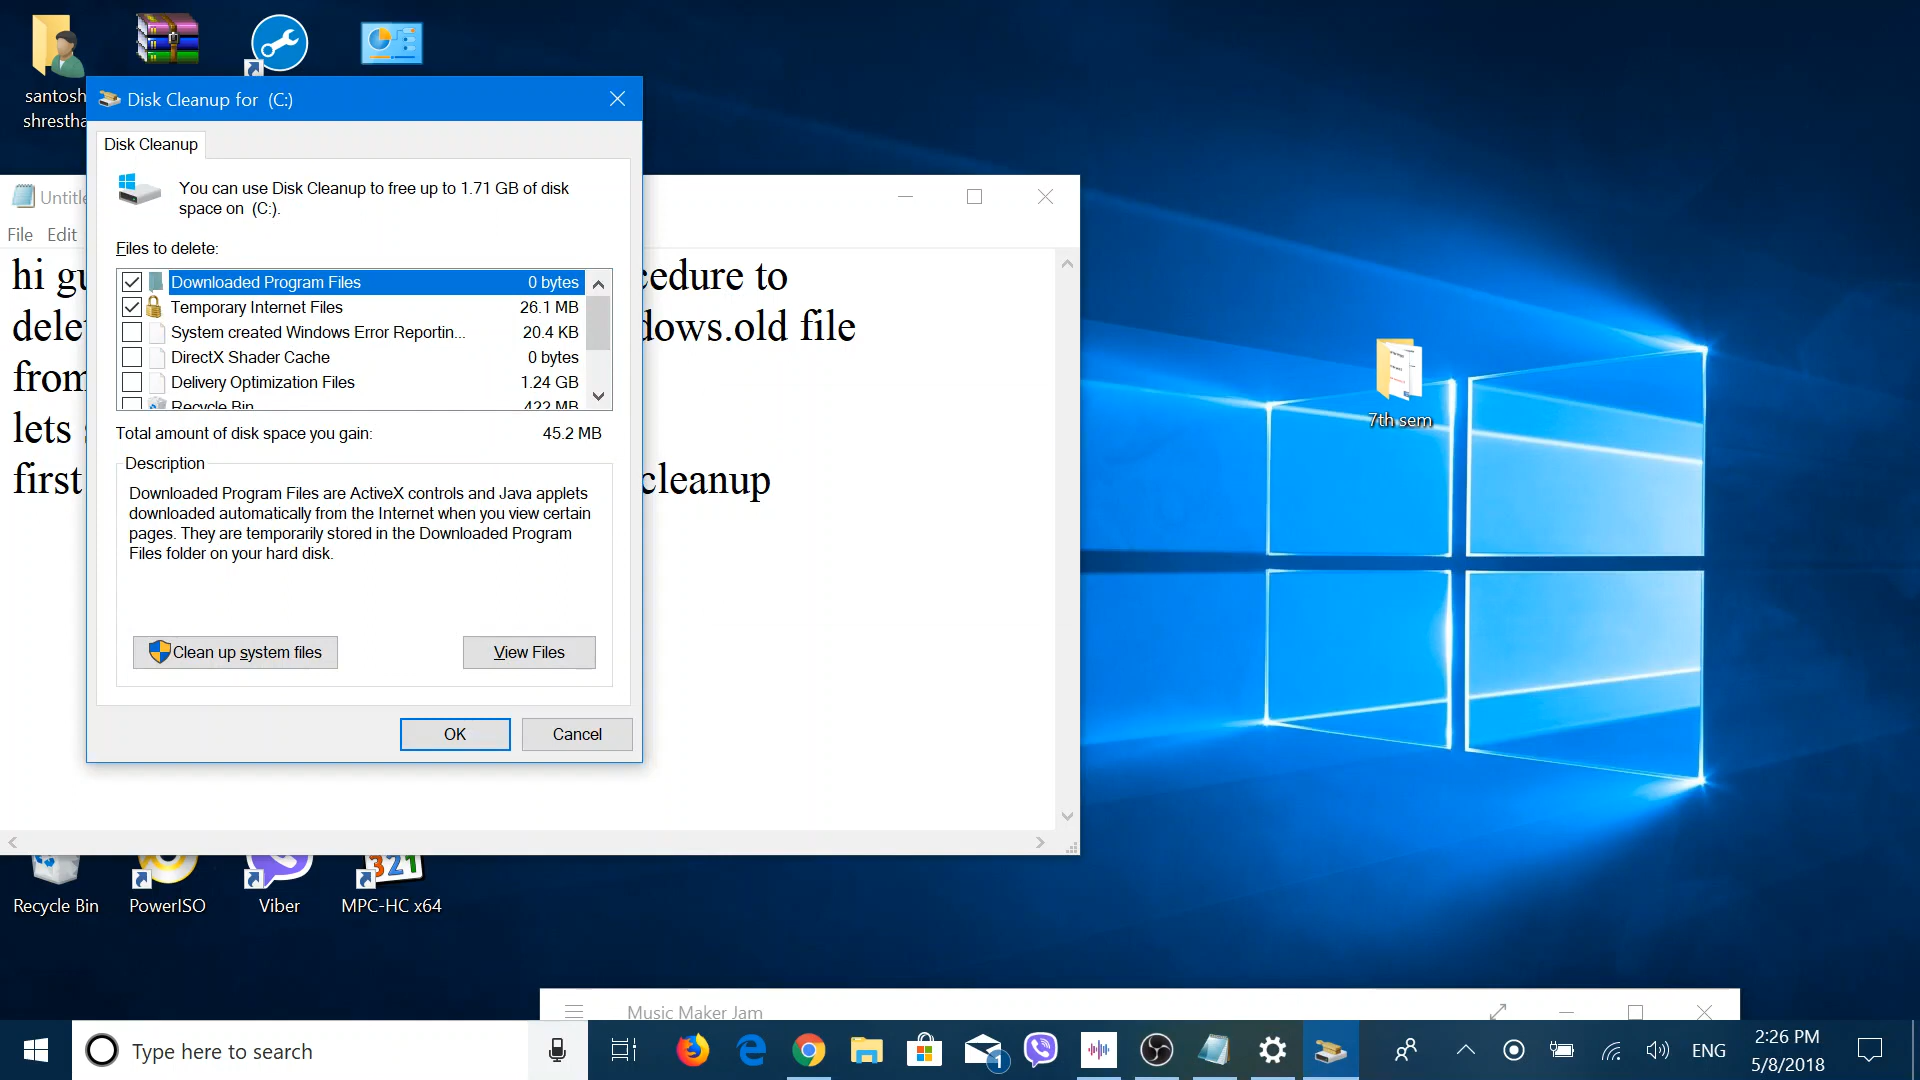 santosh
shrestha
Disk Cleanup for  (C:)
Disk Cleanup
You can use Disk Cleanup to free up to 1.71 GB of disk
space on  (C:).
Files to delete:
Downloaded Program Files 0 bytes
Temporary Internet Files 26.1 MB
System created Windows Error Reportin... 20.4 KB
DirectX Shader Cache 0 bytes
Delivery Optimization Files 1.24 GB
Recycle Bin 422 MB
Total amount of disk space you gain: 45.2 MB
Description
Downloaded Program Files are ActiveX controls and Java applets
downloaded automatically from the Internet when you view certain
pages. They are temporarily stored in the Downloaded Program
Files folder on your hard disk.
Clean up system files View Files
OK Cancel
Untitle
File Edit
hi gu cedure to
delet dows.old file
from
lets
first cleanup
7th sem
Recycle Bin PowerISO Viber MPC-HC x64
321
Music Maker Jam
Type here to search
1
ENG
2:26 PM
5/8/2018